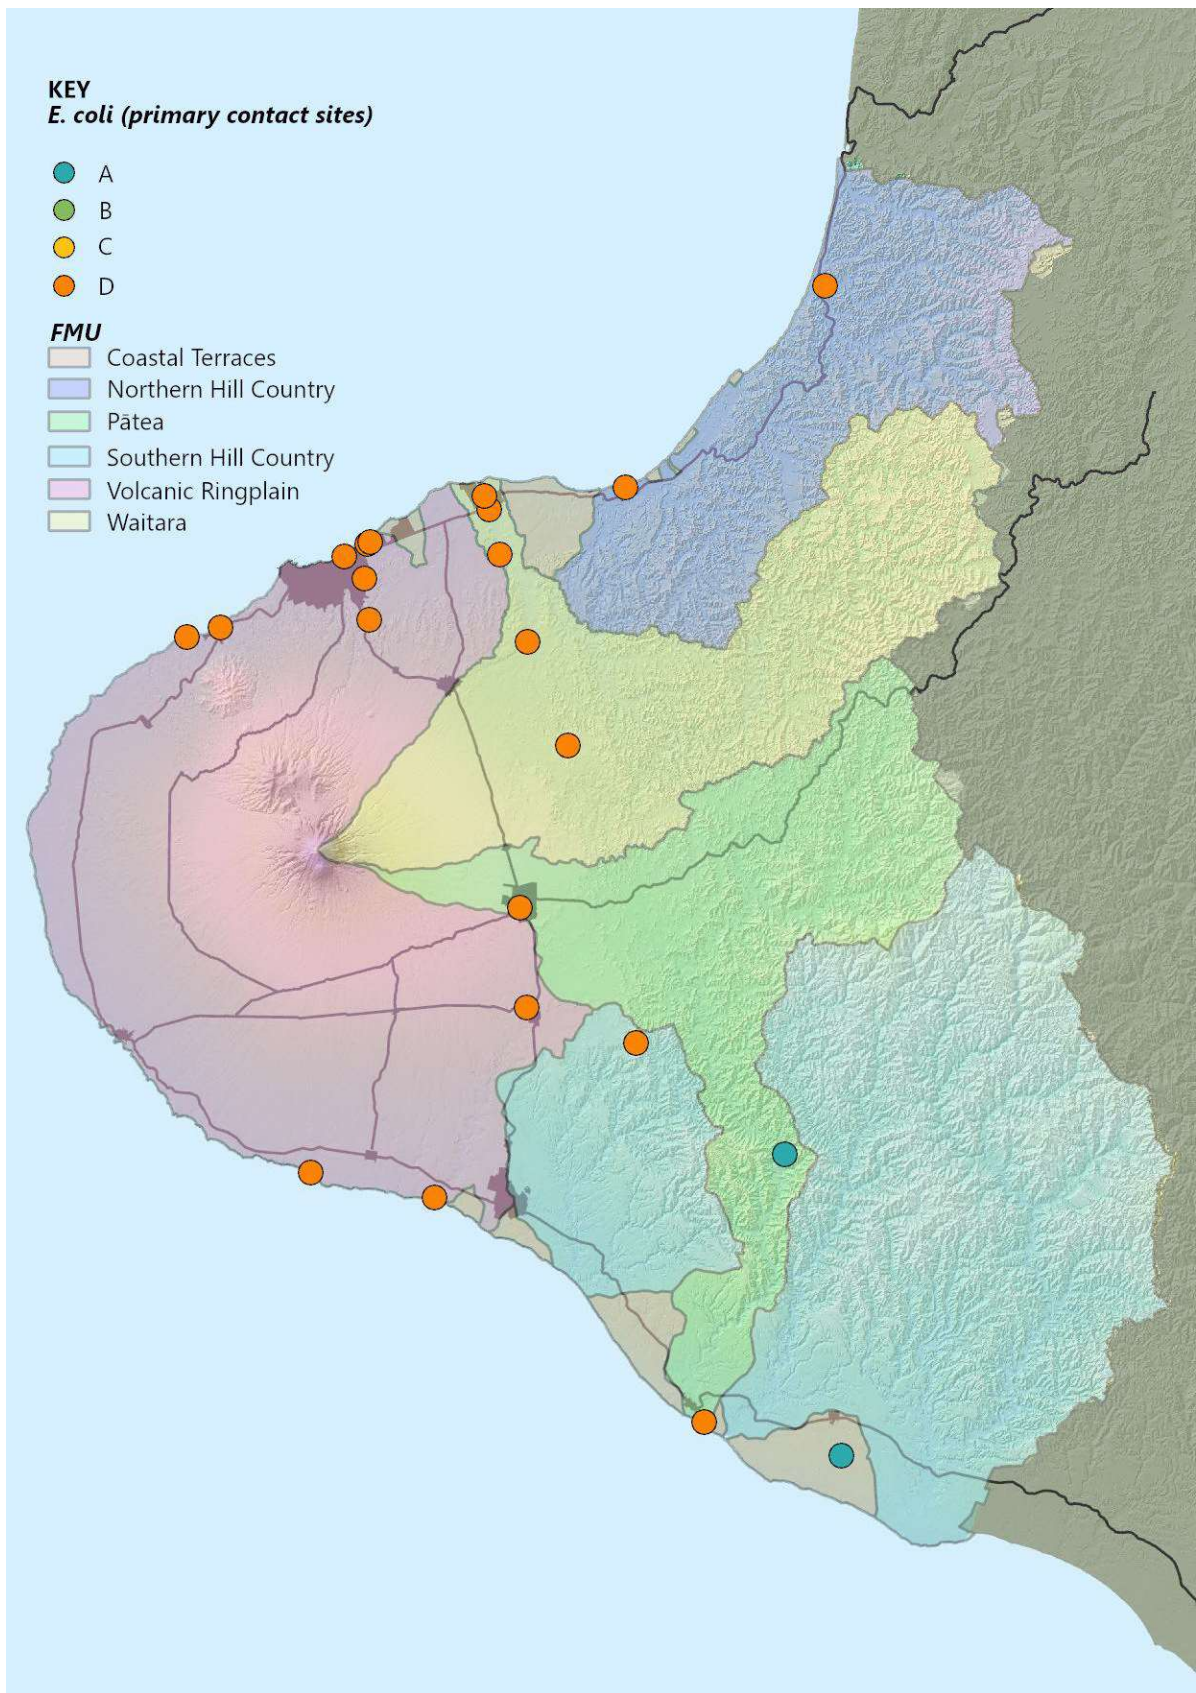 KEY
E. coli (primary contact sites)
A
B
C
D
FMU
Coastal Terraces
Northern Hill Country
Pātea
Southern Hill Country
Volcanic Ringplain
Waitara